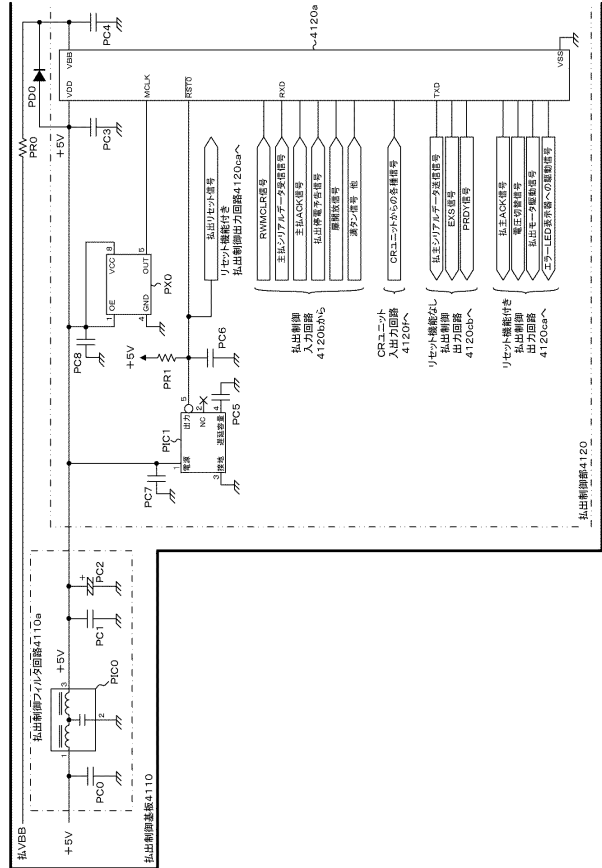 払VBB
+5V
払出制御基板4110
払出制御フィルタ回路4110a
+5V
PIC0
1
2
3
PC0
PC1
+
PC2
払出制御部4120
PR0
PD0
+5V
PC3
PC4
VDD
VBB
MCLK
RST0
RXD
TXD
VSS
4120a
PC8
PX0
1
OE
VCC
8
4
GND
OUT
5
+5V
PR1
PC6
PIC1
PC7
1
電源
出力
5
NC
2
3
接地
遅延容量
4
PC5
払出リセット信号
リセット機能付き
払出制御出力回路4120caへ
払出制御
入力回路
4120bから
RWMCLR信号
主払シリアルデータ受信信号
主払ACK信号
払出停電予告信号
扉開放信号
満タン信号 他
CRユニット
入出力回路
4120fへ
CRユニットからの各種信号
リセット機能なし
払出制御
出力回路
4120cbへ
払主シリアルデータ送信信号
EXS信号
PRDY信号
リセット機能付き
払出制御
出力回路
4120caへ
払主ACK信号
電圧切替信号
払出モータ駆動信号
エラーLED表示器への駆動信号